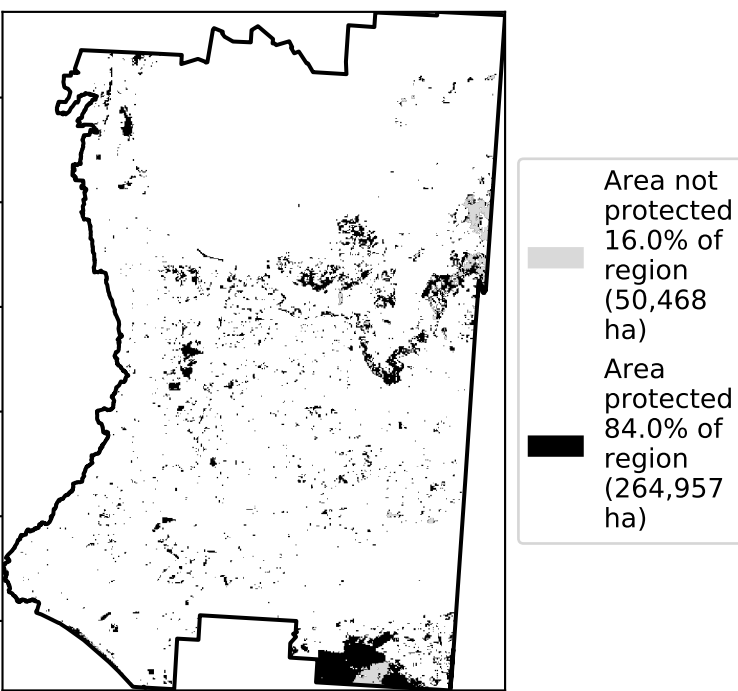 Area not
protected
16.0% of
region
(50,468
ha)
Area
protected
84.0% of
region
(264,957
ha)